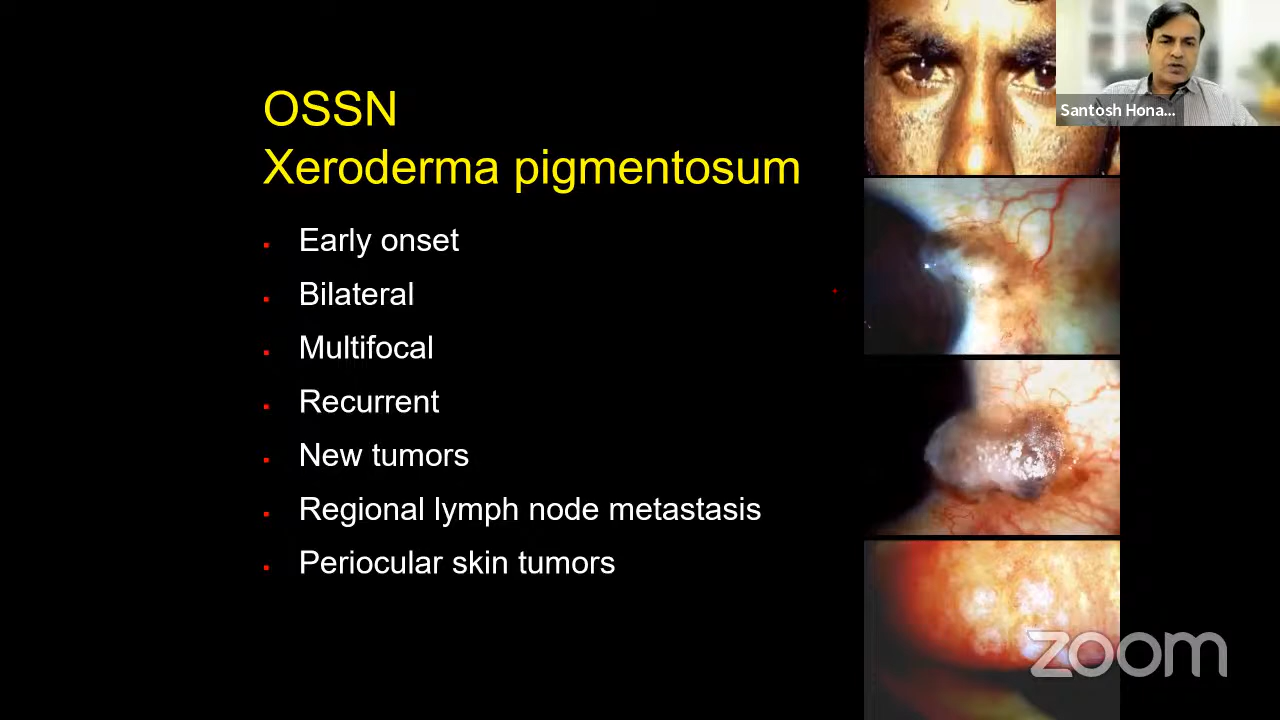 OSSN
Xeroderma pigmentosum
Early onset
Bilateral
Multifocal
Recurrent
New tumors
Regional lymph node metastasis
Periocular skin tumors
Santosh Hona...
zoom